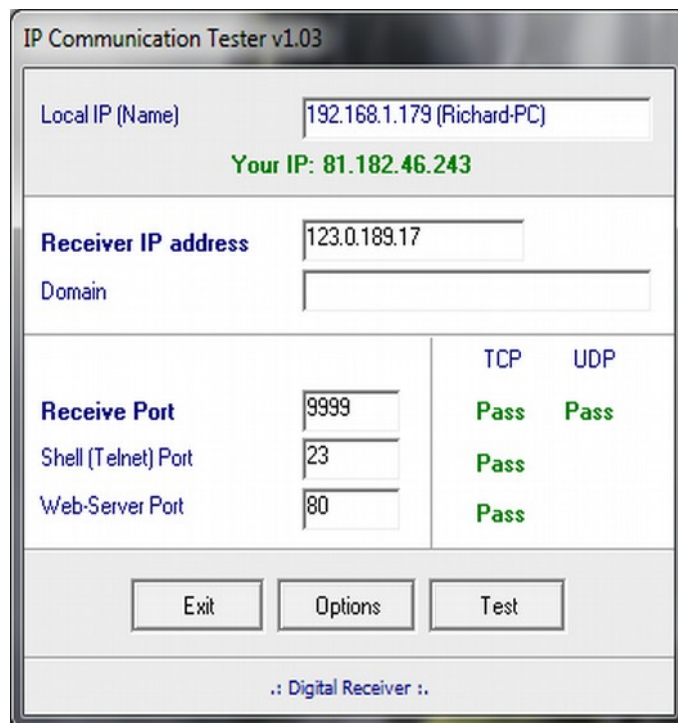 IP Communication Tester v1.03
Local IP (Name) 192.168.1.179 (Richard-PC)
Your IP: 81.182.46.243
Receiver IP address 123.0.189.17
Domain
TCP UDP
Receive Port 9999 Pass Pass
Shell (Telnet) Port 23 Pass
Web-Server Port 80 Pass
Exit Options Test
.: Digital Receiver :.